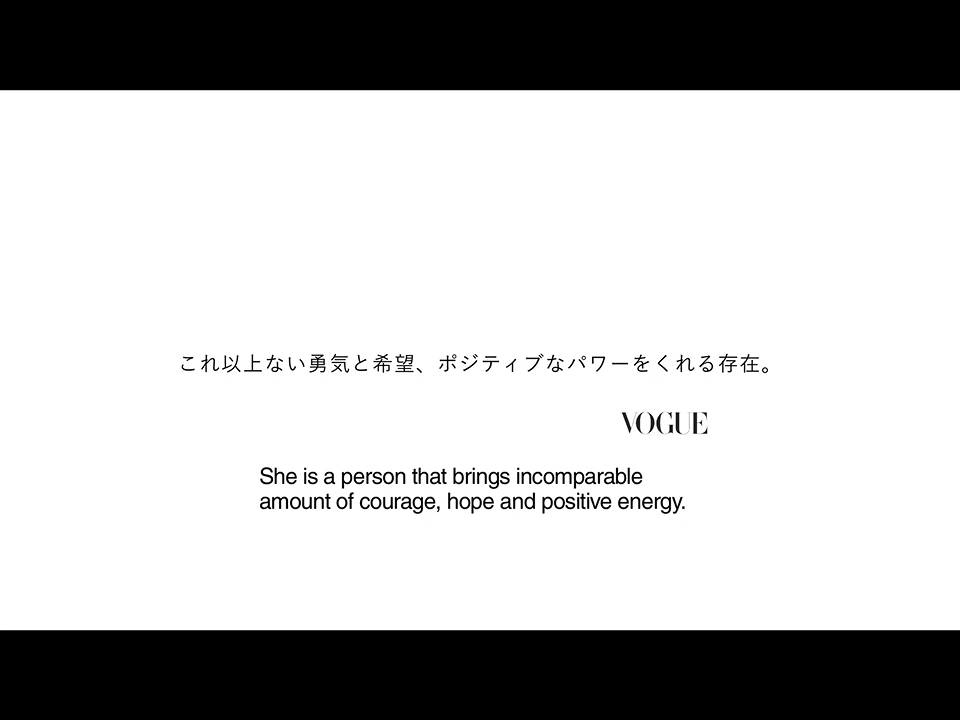 これ以上ない勇気と希望、ポジティブなパワーをくれる存在。
VOGUE
She is a person that brings incomparable
amount of courage, hope and positive energy.